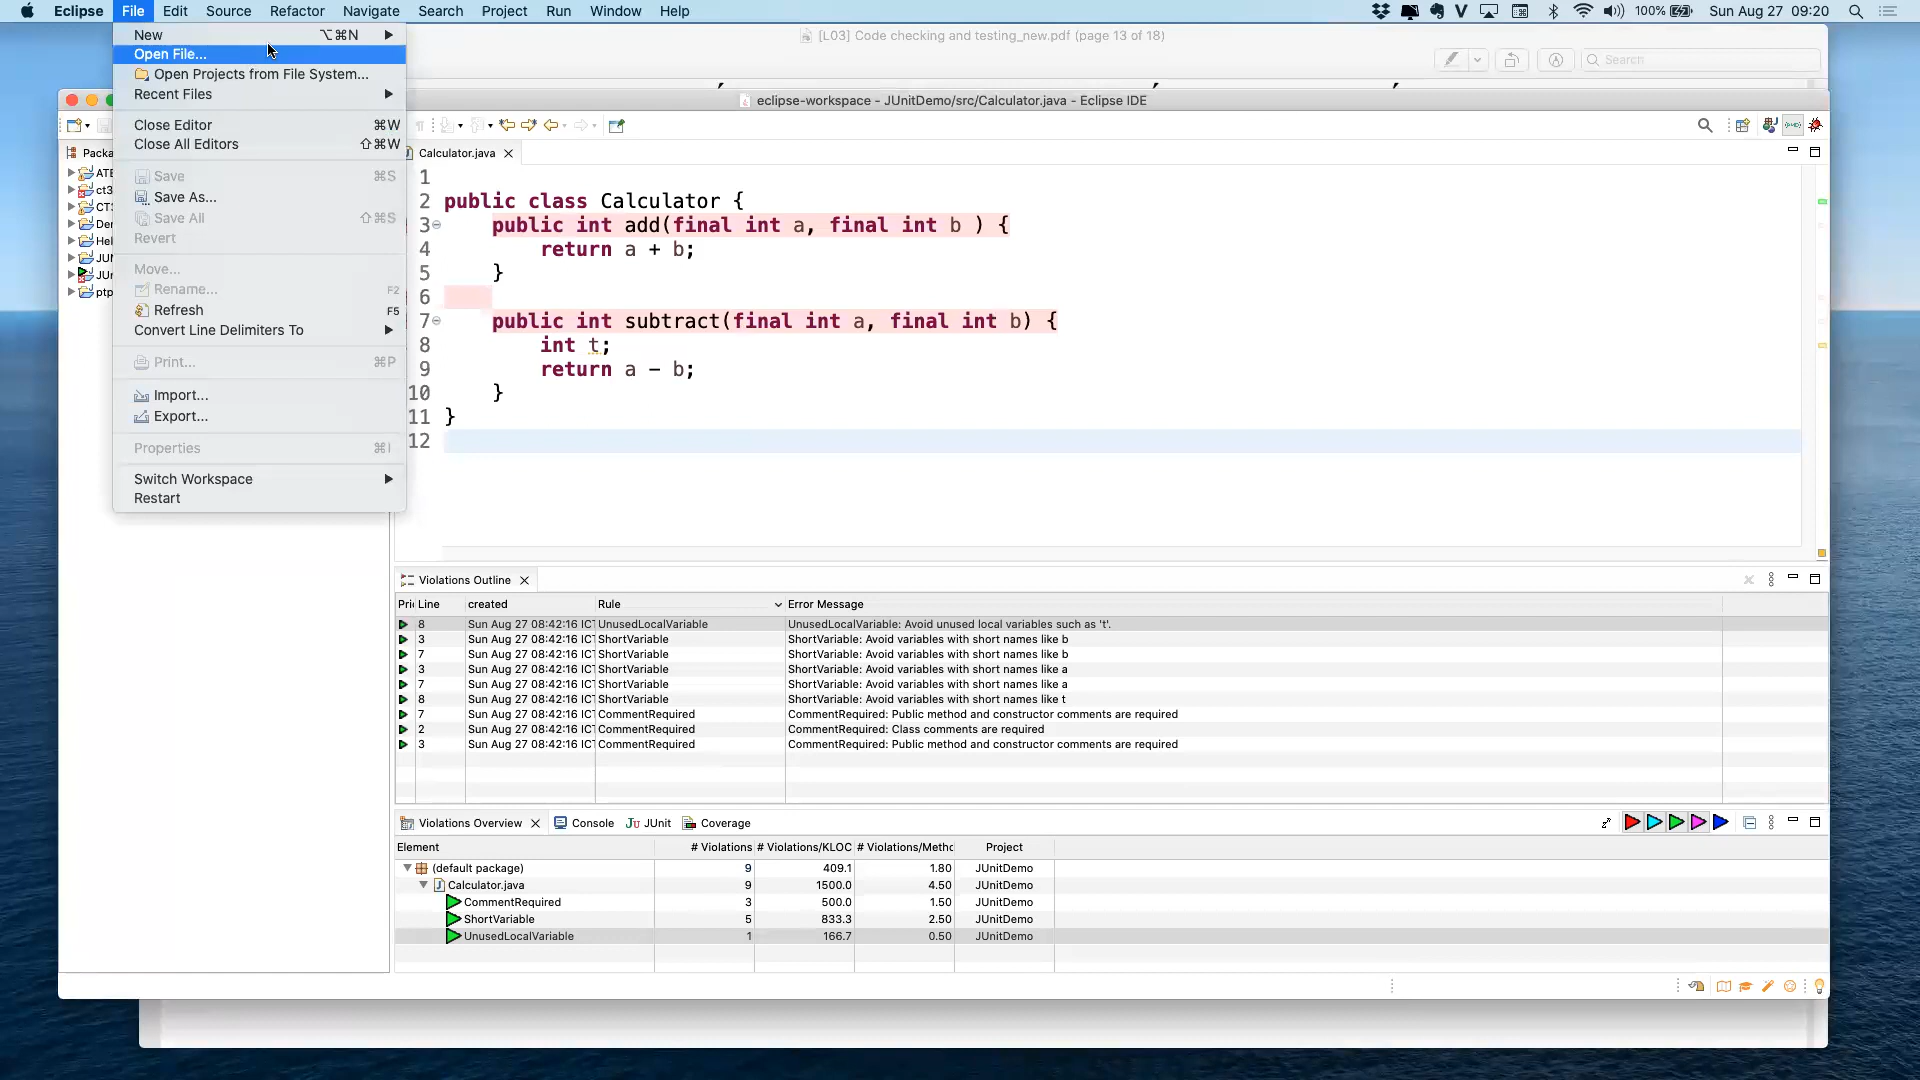 Eclipse File Edit Source Refactor Navigate Search Project Run Window Help
100% Sun Aug 27 09:20
[L03] Code checking and testing_new.pdf (page 13 of 18)
Search
New ⌥⌘N
Open File...
Open Projects from File System...
Recent Files
Close Editor ⌘W
Close All Editors ⇧⌘W
Save ⌘S
Save As...
Save All ⇧⌘S
Revert
Move...
Rename... F2
Refresh F5
Convert Line Delimiters To
Print... ⌘P
Import...
Export...
Properties ⌘I
Switch Workspace
Restart
eclipse-workspace - JUnitDemo/src/Calculator.java - Eclipse IDE
Packa
ct3
ptp
Calculator.java
1
2 public class Calculator {
3 public int add(final int a, final int b ) {
4 return a + b;
5 }
6
7 public int subtract(final int a, final int b) {
8 int t;
9 return a - b;
10 }
11 }
12
Violations Outline
Pri Line created Rule Error Message
8 Sun Aug 27 08:42:16 ICT UnusedLocalVariable UnusedLocalVariable: Avoid unused local variables such as 't'.
3 Sun Aug 27 08:42:16 ICT ShortVariable ShortVariable: Avoid variables with short names like b
7 Sun Aug 27 08:42:16 ICT ShortVariable ShortVariable: Avoid variables with short names like b
3 Sun Aug 27 08:42:16 ICT ShortVariable ShortVariable: Avoid variables with short names like a
7 Sun Aug 27 08:42:16 ICT ShortVariable ShortVariable: Avoid variables with short names like a
8 Sun Aug 27 08:42:16 ICT ShortVariable ShortVariable: Avoid variables with short names like t
7 Sun Aug 27 08:42:16 ICT CommentRequired CommentRequired: Public method and constructor comments are required
2 Sun Aug 27 08:42:16 ICT CommentRequired CommentRequired: Class comments are required
3 Sun Aug 27 08:42:16 ICT CommentRequired CommentRequired: Public method and constructor comments are required
Violations Overview Console JUnit Coverage
Element # Violations # Violations/KLOC # Violations/Metho Project
(default package) 9 409.1 1.80 JUnitDemo
Calculator.java 9 1500.0 4.50 JUnitDemo
CommentRequired 3 500.0 1.50 JUnitDemo
ShortVariable 5 833.3 2.50 JUnitDemo
UnusedLocalVariable 1 166.7 0.50 JUnitDemo